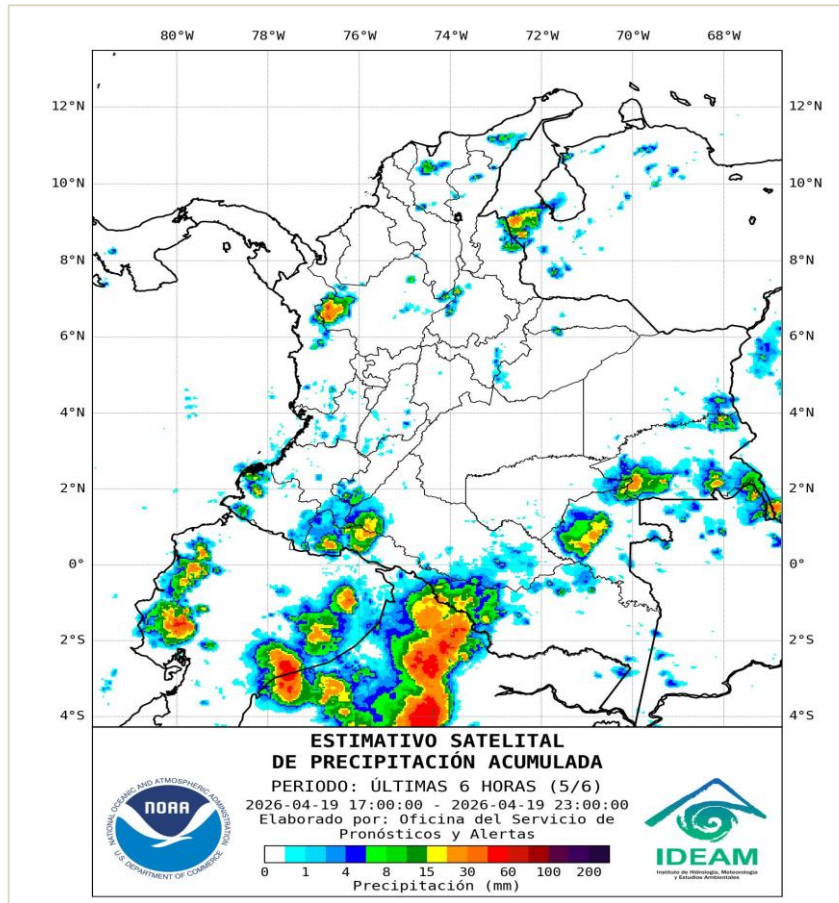 80°W 78°W 76°W 74°W 72°W 70°W 68°W
12°N 12°N
10°N 10°N
8°N 8°N
6°N 6°N
4°N 4°N
2°N 2°N
0° 0°
2°S 2°S
4°S 4°S
ESTIMATIVO SATELITAL
DE PRECIPITACIÓN ACUMULADA
PERIODO: ÚLTIMAS 6 HORAS (5/6)
2026-04-19 17:00:00 - 2026-04-19 23:00:00
Elaborado por: Oficina del Servicio de
Pronósticos y Alertas
0 1 4 8 15 30 60 100 200
Precipitación (mm)
NATIONAL OCEANIC AND ATMOSPHERIC ADMINISTRATION
NOAA
U.S. DEPARTMENT OF COMMERCE
IDEAM
Instituto de Hidrología, Meteorología
y Estudios Ambientales